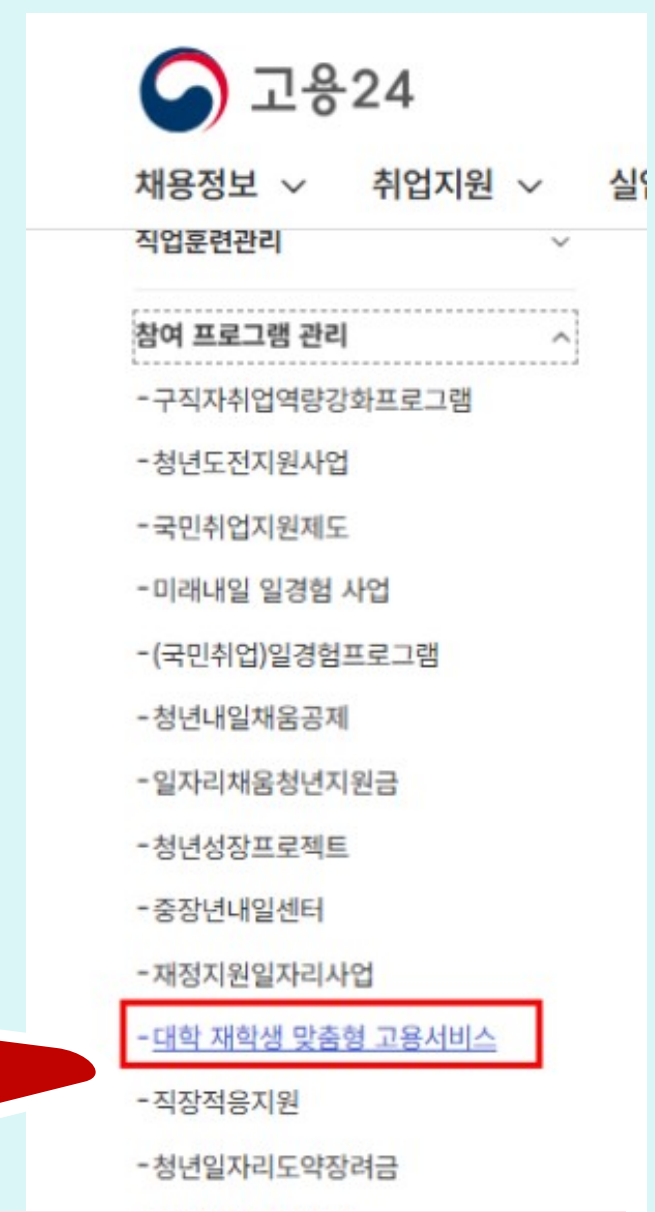 고용24
채용정보 취업지원
직업훈련관리
참여 프로그램 관리
-구직자취업역량강화프로그램
-청년도전지원사업
-국민취업지원제도
-미래내일 일경험 사업
-(국민취업)일경험프로그램
-청년내일채움공제
-일자리채움청년지원금
-청년성장프로젝트
-중장년내일센터
-재정지원일자리사업
-대학 재학생 맞춤형 고용서비스
-직장적응지원
-청년일자리도약장려금